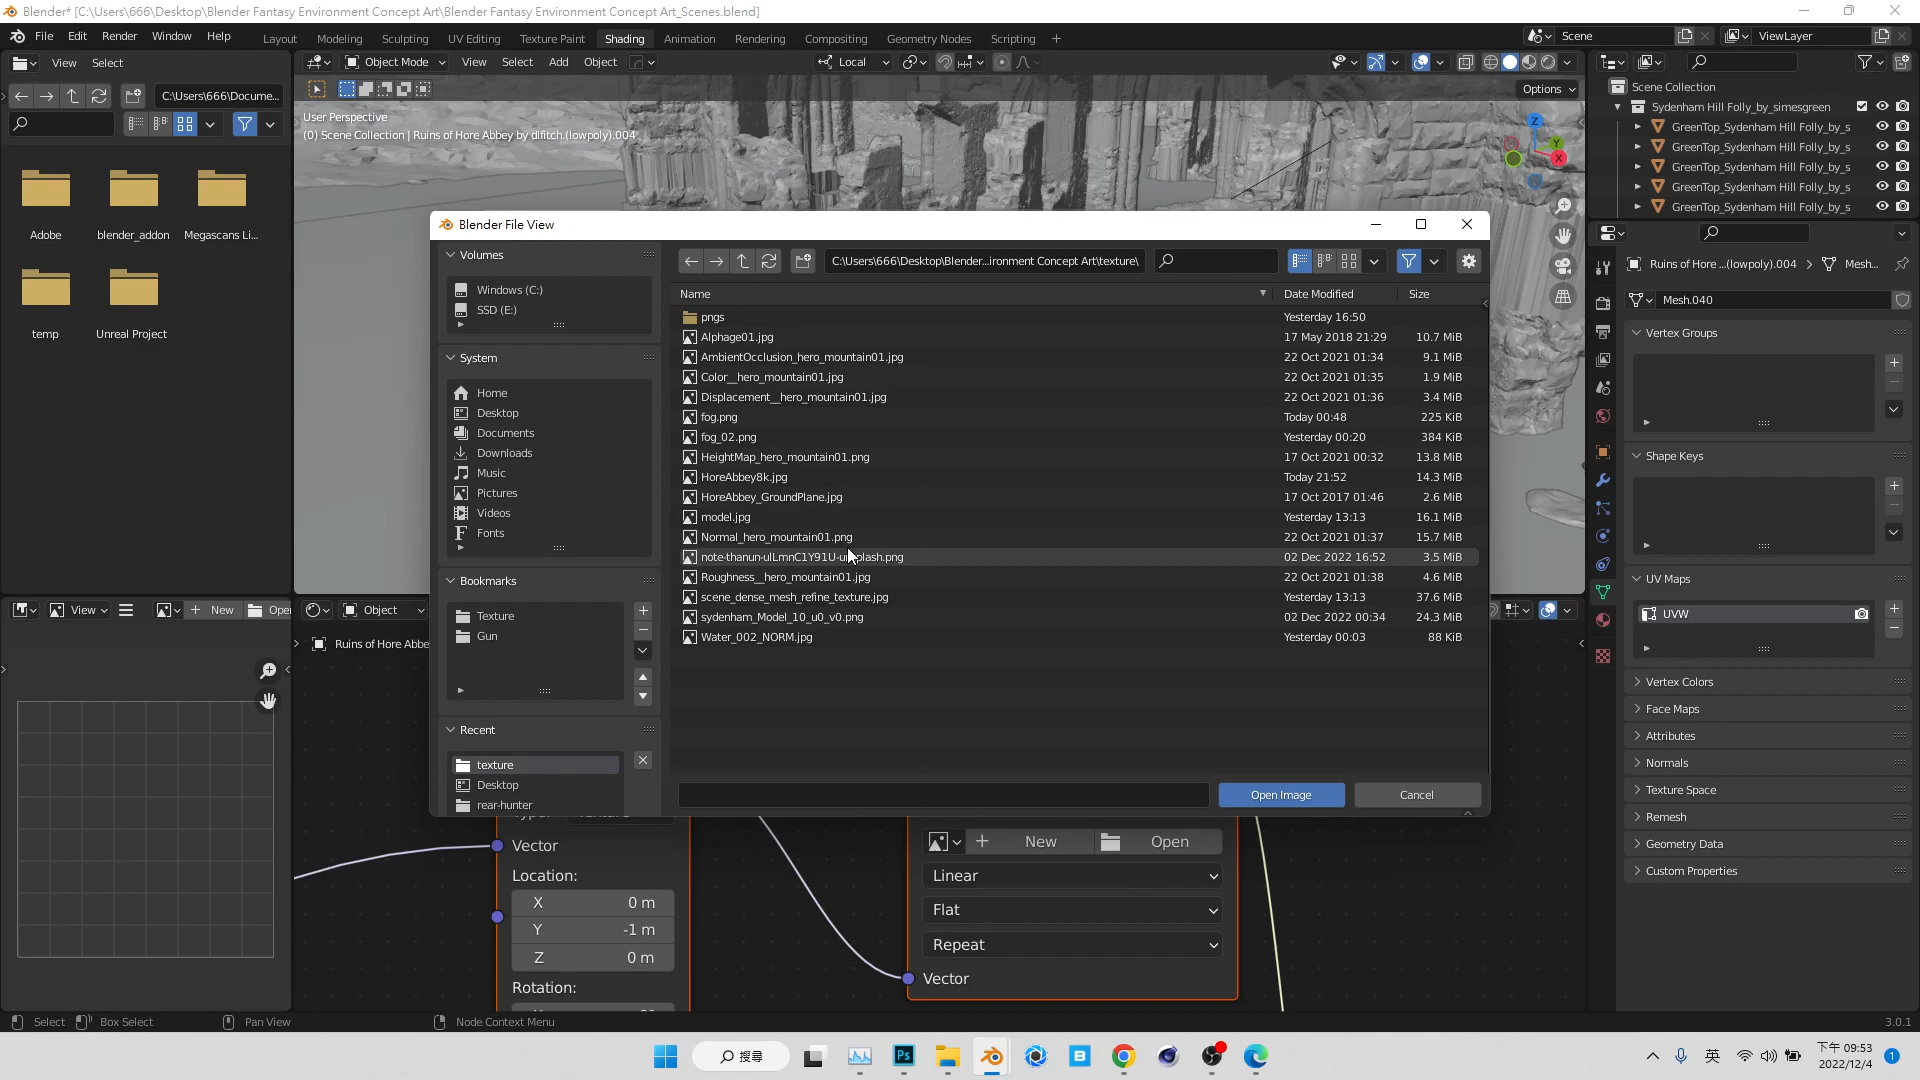 Blender* [C:\Users\666\Desktop\Blender Fantasy Environment Concept Art\Blender Fantasy Environment Concept Art_Scenes.blend]
File Edit Render Window Help Layout Modeling Sculpting UV Editing Texture Paint Shading Animation Rendering Compositing Geometry Nodes Scripting + Scene ViewLayer
View Select Object Mode View Select Add Object Local
C:\Users\666\Docume... Options
User Perspective
(0) Scene Collection | Ruins of Hore Abbey by dlfitch.(lowpoly).004
Scene Collection
Sydenham Hill Folly_by_simesgreen
GreenTop_Sydenham Hill Folly_by_s
GreenTop_Sydenham Hill Folly_by_s
GreenTop_Sydenham Hill Folly_by_s
GreenTop_Sydenham Hill Folly_by_s
GreenTop_Sydenham Hill Folly_by_s
Z
Y
X
Adobe blender_addon Megascans Li...
temp Unreal Project
Blender File View
Volumes
Windows (C:)
SSD (E:)
System
Home
Desktop
Documents
Downloads
Music
Pictures
Videos
Fonts
Bookmarks
Texture
Gun
Recent
texture
Desktop
rear-hunter
C:\Users\666\Desktop\Blender...ironment Concept Art\texture\
Name Date Modified Size
pngs Yesterday 16:50
Alphage01.jpg 17 May 2018 21:29 10.7 MiB
AmbientOcclusion_hero_mountain01.jpg 22 Oct 2021 01:34 9.1 MiB
Color__hero_mountain01.jpg 22 Oct 2021 01:35 1.9 MiB
Displacement__hero_mountain01.jpg 22 Oct 2021 01:36 3.4 MiB
fog.png Today 00:48 225 KiB
fog_02.png Yesterday 00:20 384 KiB
HeightMap_hero_mountain01.png 17 Oct 2021 00:32 13.8 MiB
HoreAbbey8k.jpg Today 21:52 14.3 MiB
HoreAbbey_GroundPlane.jpg 17 Oct 2017 01:46 2.6 MiB
model.jpg Yesterday 13:13 16.1 MiB
Normal_hero_mountain01.png 22 Oct 2021 01:37 15.7 MiB
02 Dec 2022 16:52 3.5 MiB
Roughness__hero_mountain01.jpg 22 Oct 2021 01:38 4.6 MiB
scene_dense_mesh_refine_texture.jpg Yesterday 13:13 37.6 MiB
sydenham_Model_10_u0_v0.png 02 Dec 2022 00:34 24.3 MiB
Water_002_NORM.jpg Yesterday 00:03 88 KiB
Open Image Cancel
Ruins of Hore ...(lowpoly).004 > Mesh...
Mesh.040
Vertex Groups
Shape Keys
UV Maps
UVW
Vertex Colors
Face Maps
Attributes
Normals
Texture Space
Remesh
Geometry Data
Custom Properties
View + New Open Object
Ruins of Hore Abbe
Vector
Location:
X 0 m
Y -1 m
Z 0 m
Rotation:
+ New Open
Linear
Flat
Repeat
Vector
Select Box Select Pan View Node Context Menu 3.0.1
搜尋 Ps 英 下午 09:53
2022/12/4 1